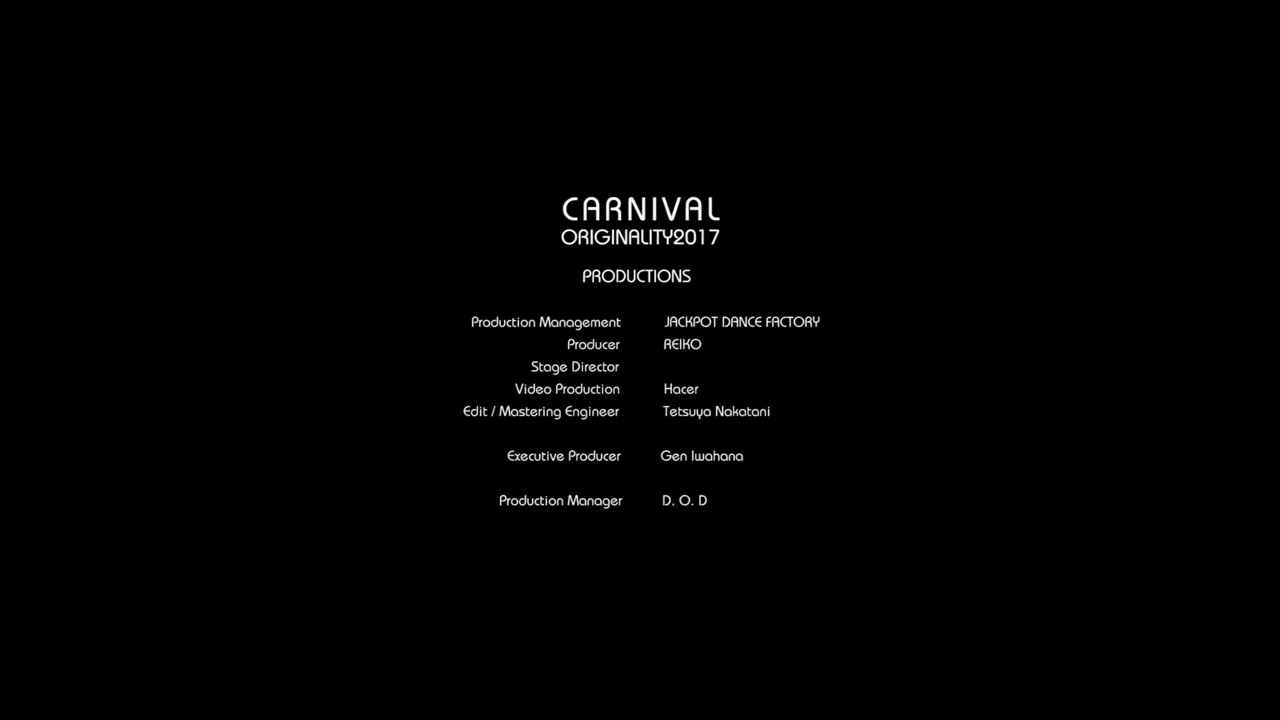 CARNIVAL
ORIGINALITY2017
PRODUCTIONS
Production Management JACKPOT DANCE FACTORY
Producer REIKO
Stage Director
Video Production Hacer
Edit / Mastering Engineer Tetsuya Nakatani
Executive Producer Gen Iwahana
Production Manager D. O. D